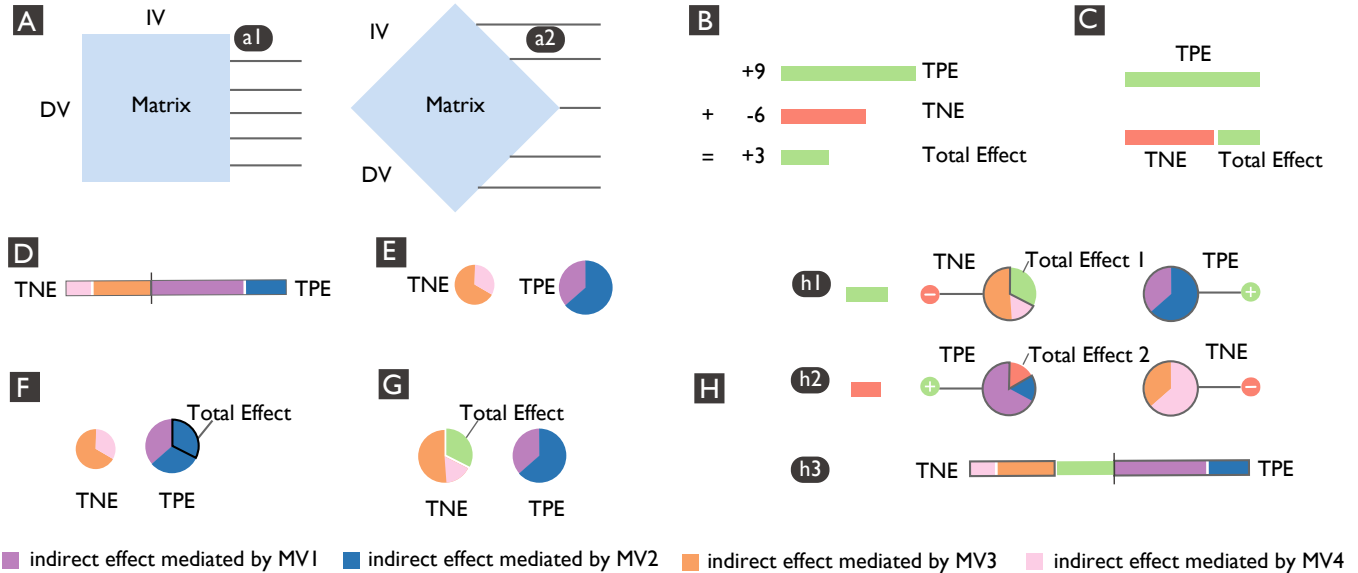 A
IV
a1
DV
Matrix
IV
a2
Matrix
DV
B
+9
TPE
+
-6
TNE
=
+3
Total Effect
C
TPE
TNE
Total Effect
D
TNE
TPE
E
TNE
TPE
F
Total Effect
TNE
TPE
G
Total Effect
TNE
TPE
H
h1
TNE
Total Effect 1
TPE
−
+
h2
TPE
Total Effect 2
TNE
+
−
h3
TNE
TPE
indirect effect mediated by MV1
indirect effect mediated by MV2
indirect effect mediated by MV3
indirect effect mediated by MV4